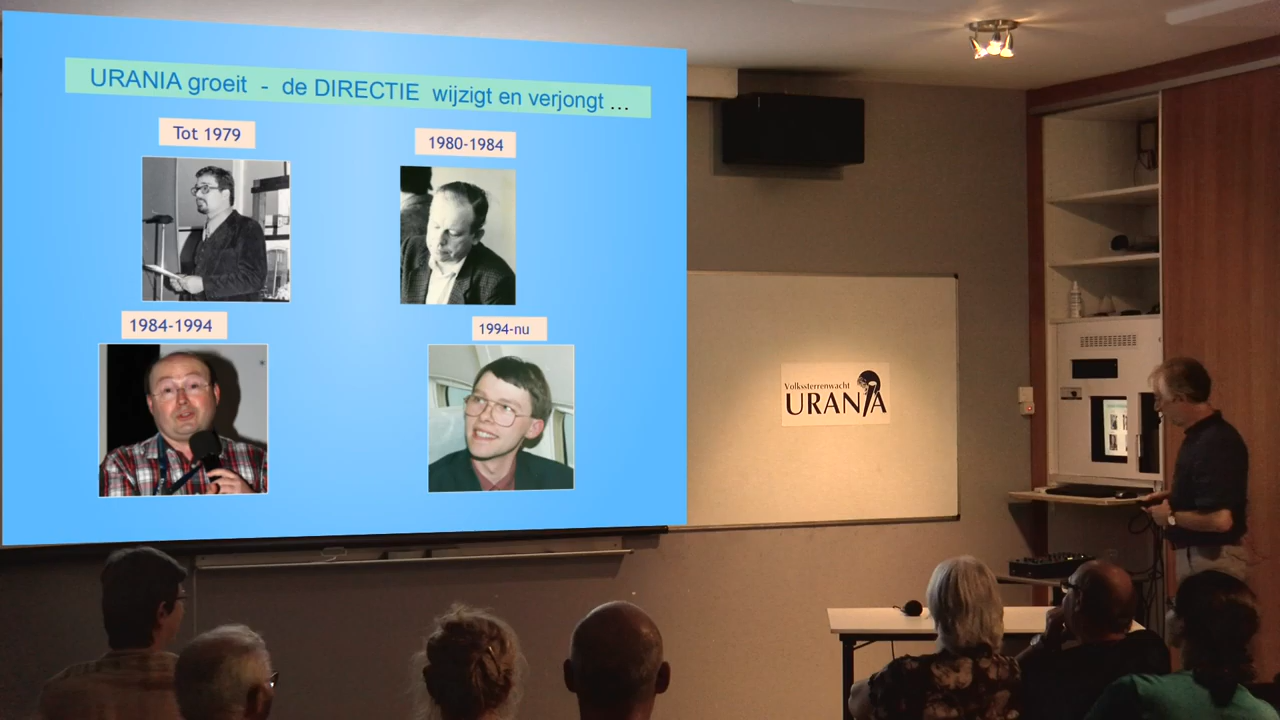 URANIA groeit - de DIRECTIE wijzigt en verjongt ...
Tot 1979
1980-1984
1984-1994
1994-nu
Volkssterrenwacht
URANIA